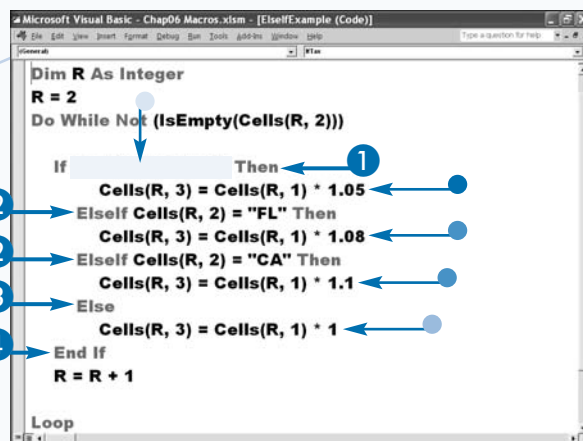 Microsoft Visual Basic - Chap06 Macros.xlsm - [ElseIfExample (Code)]
File Edit View Insert Format Debug Run Tools Add-Ins Window Help Type a question for help
(General) IfTax
Dim R As Integer
R = 2
Do While Not (IsEmpty(Cells(R, 2)))
If Then 1
Cells(R, 3) = Cells(R, 1) * 1.05
2 ElseIf Cells(R, 2) = "FL" Then
Cells(R, 3) = Cells(R, 1) * 1.08
2 ElseIf Cells(R, 2) = "CA" Then
Cells(R, 3) = Cells(R, 1) * 1.1
3 Else
Cells(R, 3) = Cells(R, 1) * 1
4 End If
R = R + 1
Loop